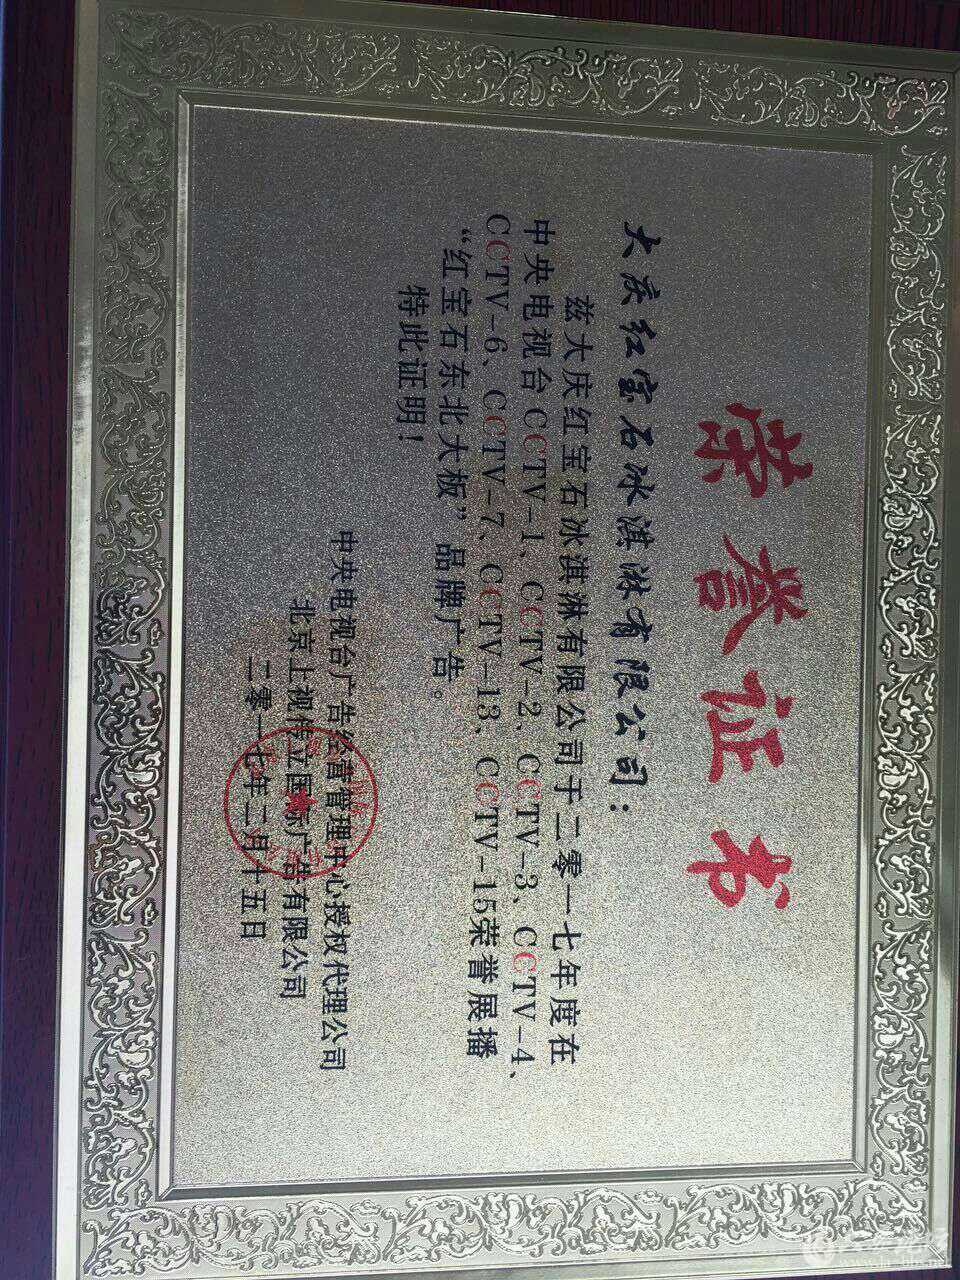 荣誉证书
大庆红宝石冰淇淋有限公司：
兹大庆红宝石冰淇淋有限公司于二零一七年度在
中央电视台CCTV-1、CCTV-2、CCTV-3、CCTV-4、
CCTV-6、CCTV-7、CCTV-13、CCTV-15荣誉展播
“红宝石东北大板”品牌广告。
特此证明！
中央电视台广告经营管理中心授权代理公司
北京上视传立国际广告有限公司
二零一七年二月十五日